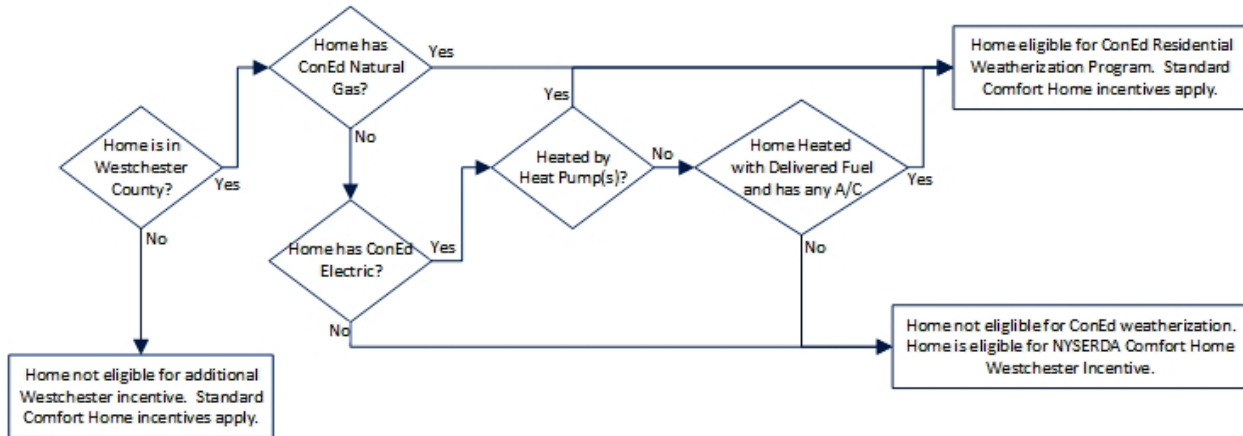 Home has
ConEd Natural
Gas?
Yes
Home eligible for ConEd Residential
Weatherization Program. Standard
Comfort Home incentives apply.
Home is in
Westchester
County?
Yes
No
No
Yes
Heated by
Heat Pump(s)?
No
Home Heated
with Delivered Fuel
and has any A/C
Yes
No
Home has ConEd
Electric?
Yes
No
Home not eliglible for ConEd weatherization.
Home is eligible for NYSERDA Comfort Home
Westchester Incentive.
Home not eligible for additional
Westchester incentive. Standard
Comfort Home incentives apply.